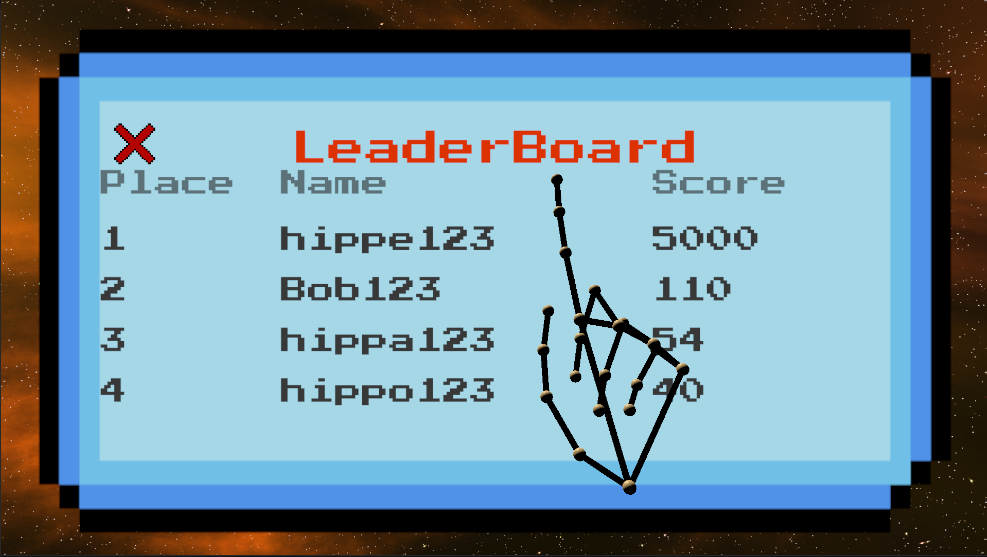 LeaderBoard
Place Name Score
1 hippe123 5000
2 Bob123 110
3 hippa123 54
4 hippo123 40